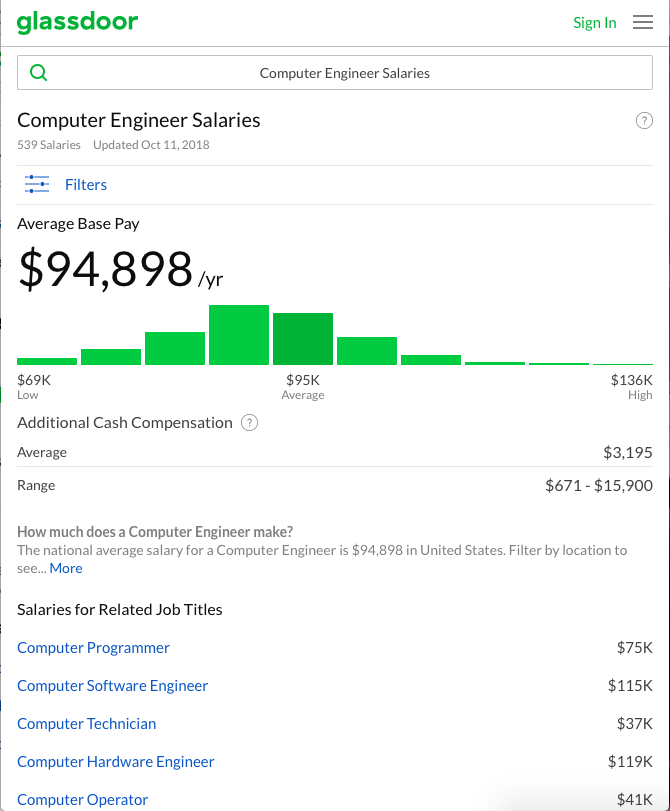 glassdoor
Sign In
Computer Engineer Salaries
Computer Engineer Salaries
?
539 Salaries Updated Oct 11, 2018
Filters
Average Base Pay
$94,898 /yr
$69K $95K $136K
Low Average High
Additional Cash Compensation ?
Average $3,195
Range $671 - $15,900
How much does a Computer Engineer make?
The national average salary for a Computer Engineer is $94,898 in United States. Filter by location to
see... More
Salaries for Related Job Titles
Computer Programmer $75K
Computer Software Engineer $115K
Computer Technician $37K
Computer Hardware Engineer $119K
Computer Operator $41K